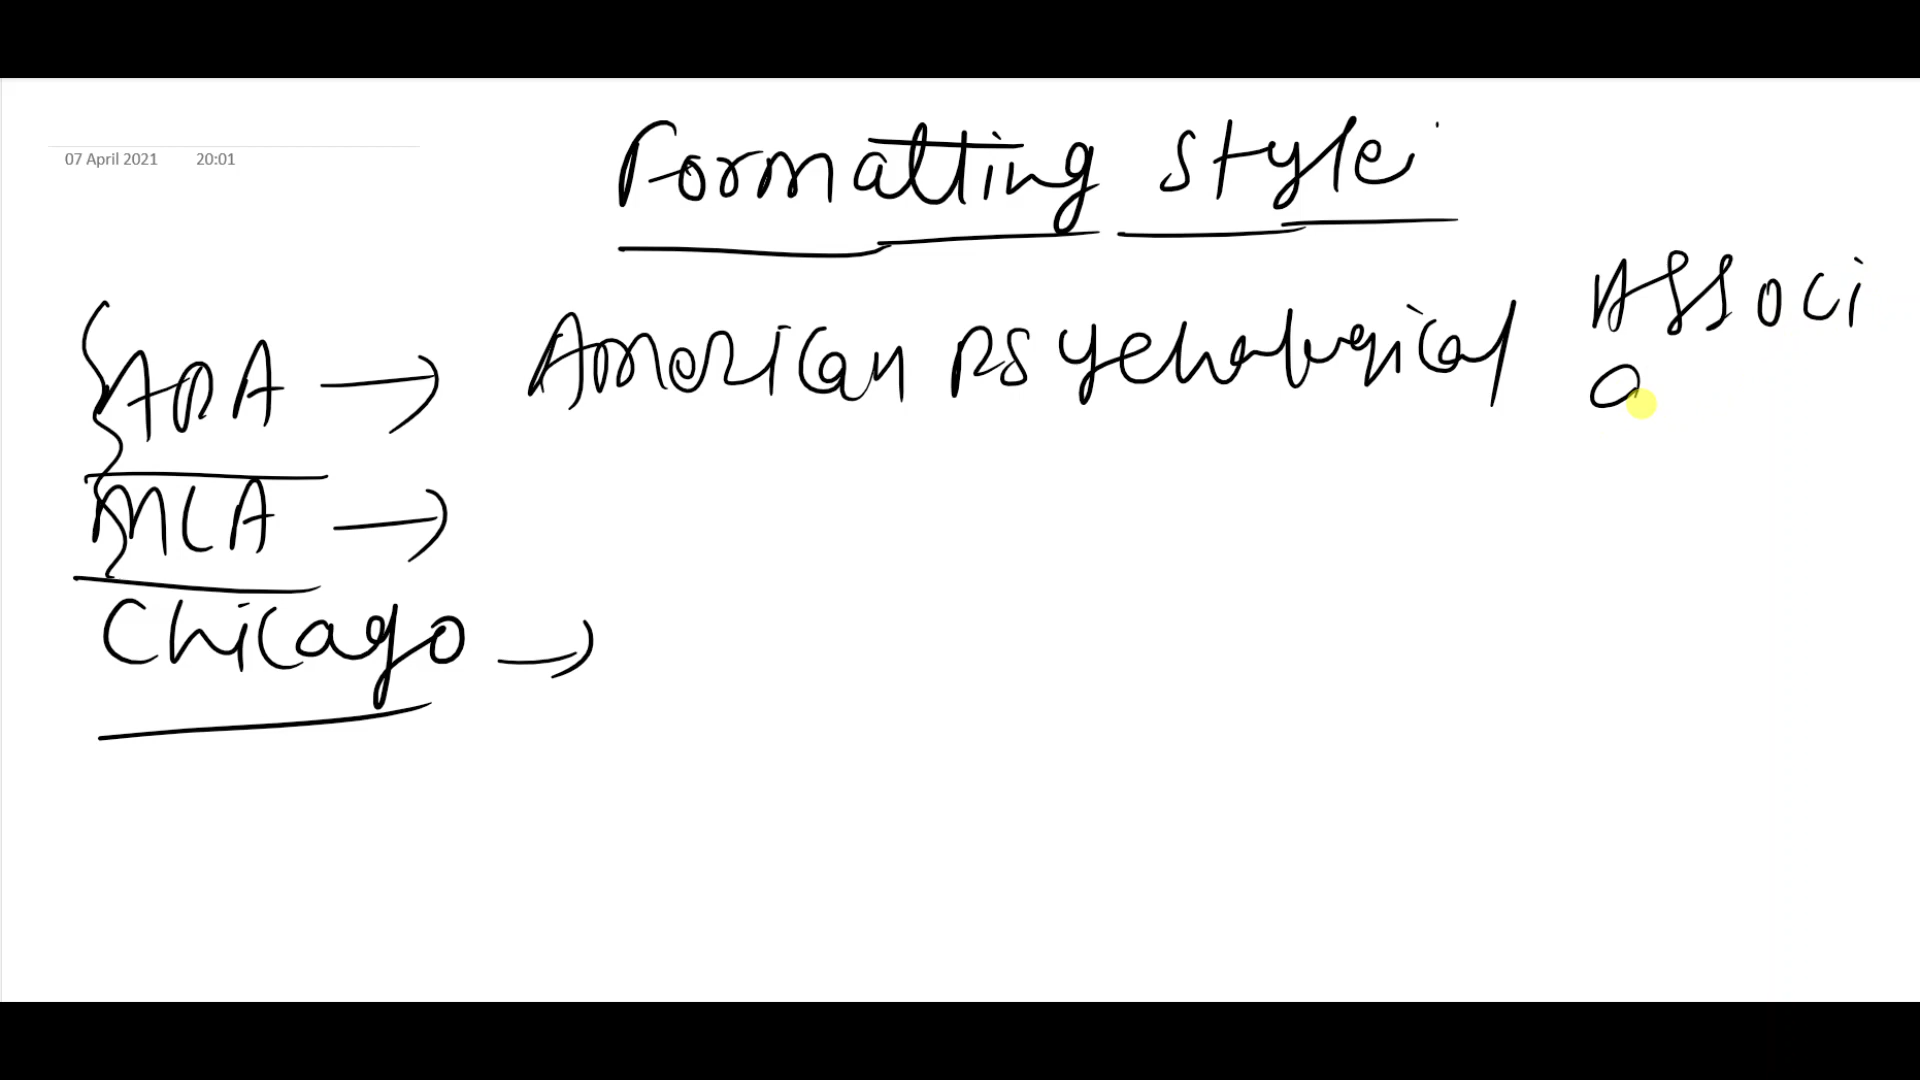 07 April 2021 20:01
Formatting style
APA → American Psychological Associ
a
MLA →
Chicago →